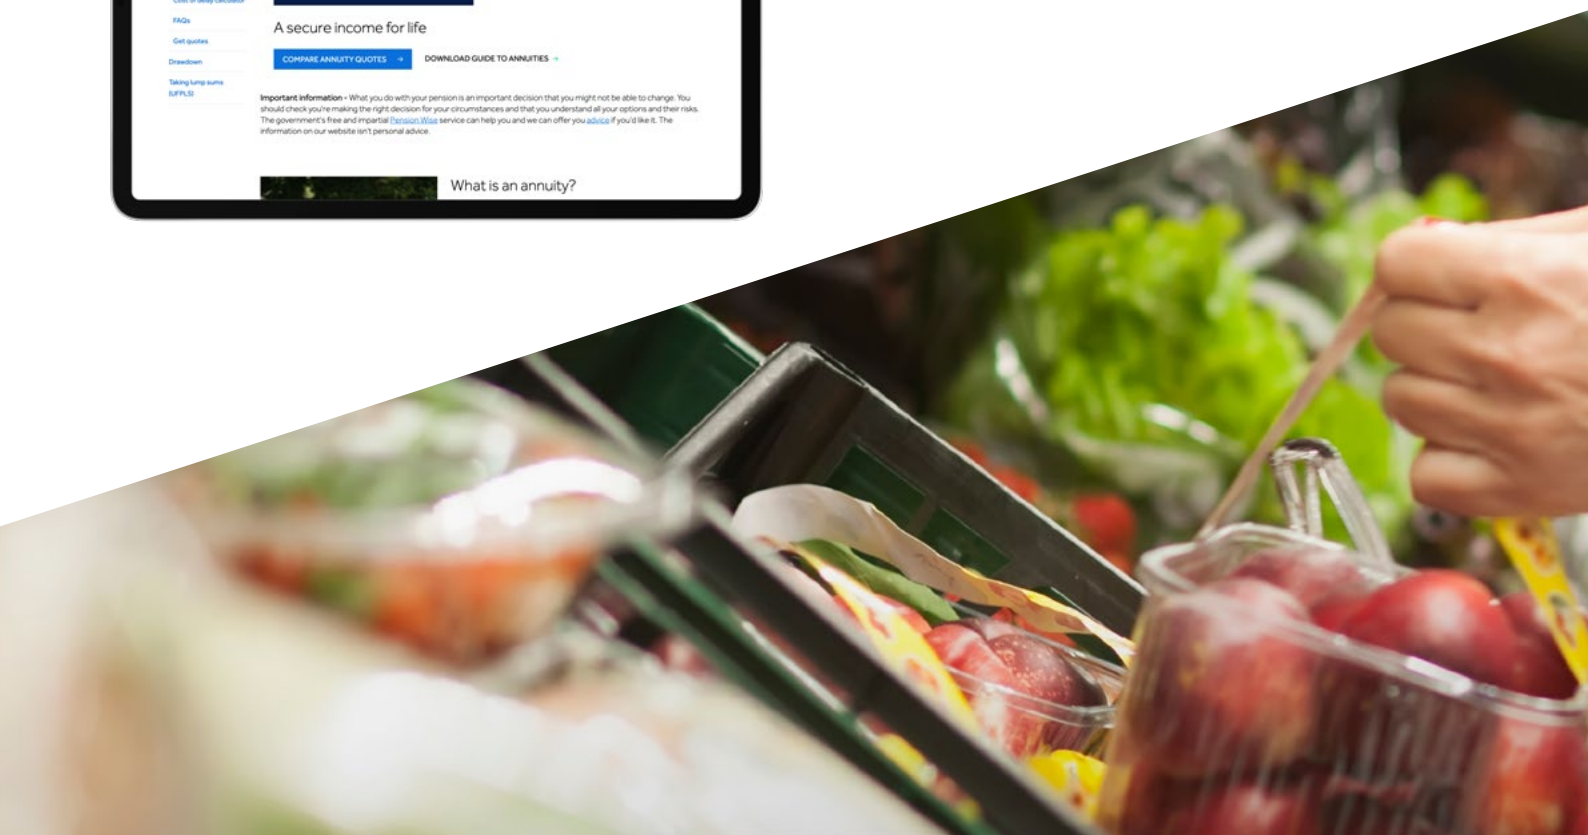 Cost of delay calculator
FAQs
Get quotes
Drawdown
Taking lump sums
(UFPLS)
A secure income for life
COMPARE ANNUITY QUOTES →
DOWNLOAD GUIDE TO ANNUITIES →
Important information – What you do with your pension is an important decision that you might not be able to change. You
should check you're making the right decision for your circumstances and that you understand all your options and their risks.
The government's free and impartial Pension Wise service can help you and we can offer you advice if you'd like it. The
information on our website isn't personal advice.
What is an annuity?